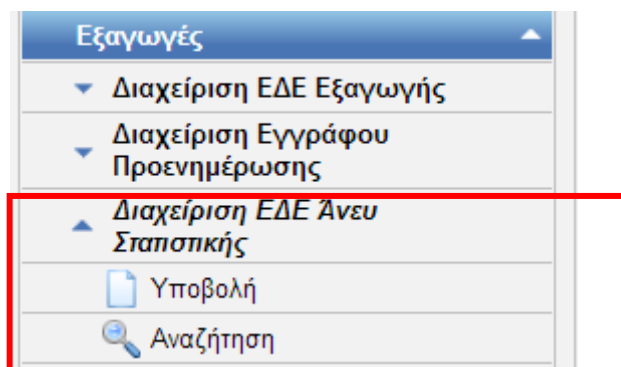 Εξαγωγές
Διαχείριση ΕΔΕ Εξαγωγής
Διαχείριση Εγγράφου
Προενημέρωσης
Διαχείριση ΕΔΕ Άνευ
Στατιστικής
Υποβολή
Αναζήτηση